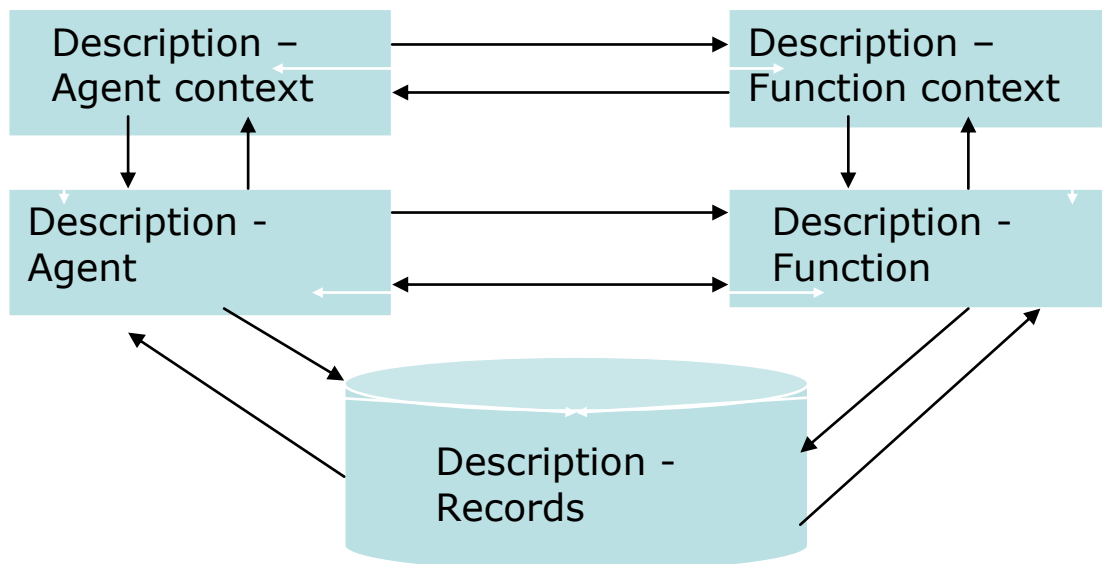 Description –
Agent context
Description –
Function context
Description -
Agent
Description -
Function
Description -
Records